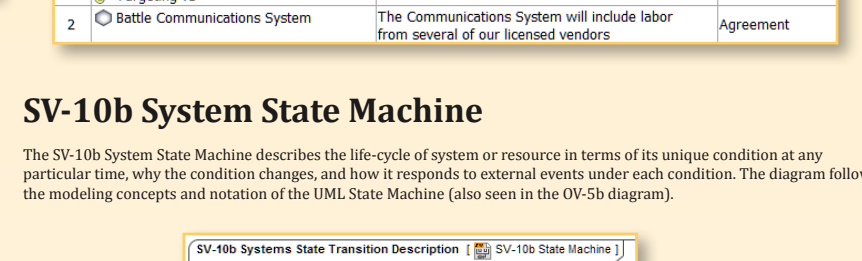 2 Battle Communications System The Communications System will include labor Agreement
from several of our licensed vendors
SV-10b System State Machine
The SV-10b System State Machine describes the life-cycle of system or resource in terms of its unique condition at any
particular time, why the condition changes, and how it responds to external events under each condition. The diagram
the modeling concepts and notation of the UML State Machine (also seen in the OV-5b diagram).
SV-10b Systems State Transition Description [ SV-10b State Machine ]